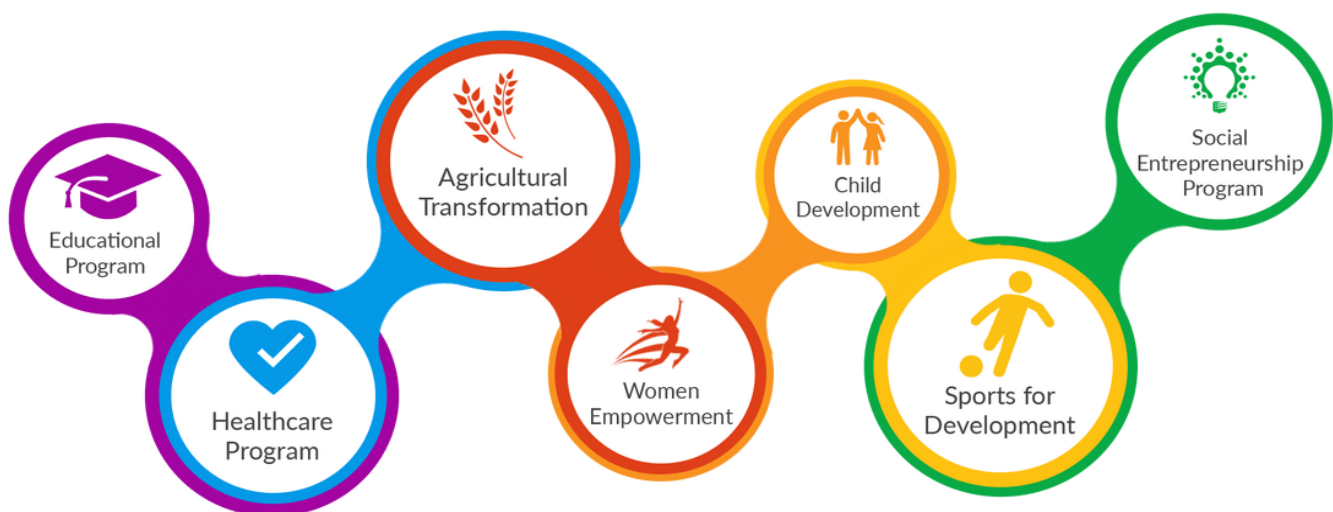 Educational
Program
Healthcare
Program
Agricultural
Transformation
Women
Empowerment
Child
Development
Sports for
Development
Social
Entrepreneurship
Program